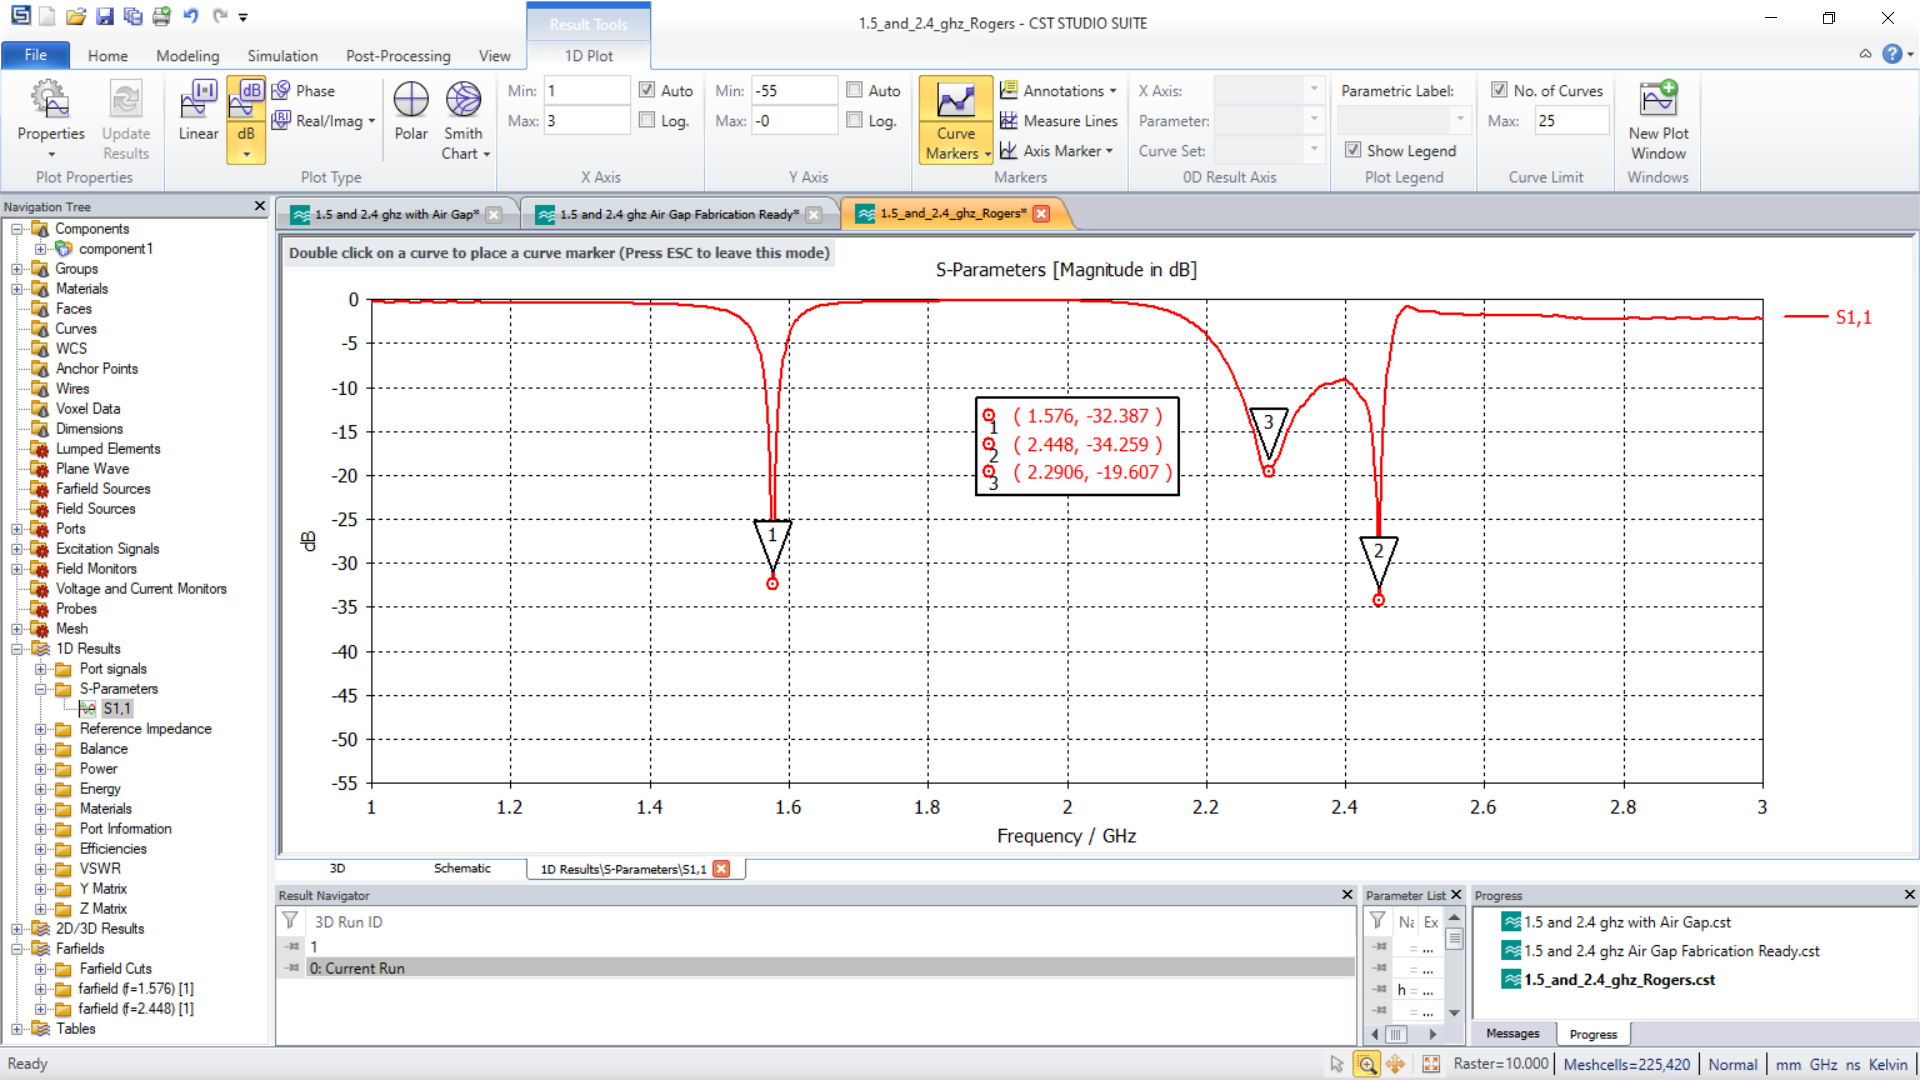 1.5_and_2.4_ghz_Rogers - CST STUDIO SUITE
Result Tools
File Home Modeling Simulation Post-Processing View 1D Plot
Properties
Update Results
Plot Properties
Linear
dB
Phase
Real/Imag
Polar
Smith Chart
Plot Type
Min: 1 Auto
Max: 3 Log.
X Axis
Min: -55 Auto
Max: -0 Log.
Y Axis
Curve Markers
Annotations
Measure Lines
Axis Marker
Markers
X Axis:
Parameter:
Curve Set:
0D Result Axis
Parametric Label:
Show Legend
Plot Legend
No. of Curves
Max: 25
Curve Limit
New Plot Window
Windows
Navigation Tree
Components
component1
Groups
Materials
Faces
Curves
WCS
Anchor Points
Wires
Voxel Data
Dimensions
Lumped Elements
Plane Wave
Farfield Sources
Field Sources
Ports
Excitation Signals
Field Monitors
Voltage and Current Monitors
Probes
Mesh
1D Results
Port signals
S-Parameters
S1,1
Reference Impedance
Balance
Power
Energy
Materials
Port Information
Efficiencies
VSWR
Y Matrix
Z Matrix
2D/3D Results
Farfields
Farfield Cuts
farfield (f=1.576) [1]
farfield (f=2.448) [1]
Tables
1.5 and 2.4 ghz with Air Gap*
1.5 and 2.4 ghz Air Gap Fabrication Ready*
1.5_and_2.4_ghz_Rogers*
Double click on a curve to place a curve marker (Press ESC to leave this mode)
S-Parameters [Magnitude in dB]
S1,1
0
-5
-10
-15
-20
-25
-30
-35
-40
-45
-50
-55
dB
1 ( 1.576, -32.387 )
2 ( 2.448, -34.259 )
3 ( 2.2906, -19.607 )
1
2
3
1 1.2 1.4 1.6 1.8 2 2.2 2.4 2.6 2.8 3
Frequency / GHz
3D Schematic 1D Results\S-Parameters\S1,1
Result Navigator
3D Run ID
1
0: Current Run
Parameter List
Na Ex
= ...
= ...
h = ...
= ...
Progress
1.5 and 2.4 ghz with Air Gap.cst
1.5 and 2.4 ghz Air Gap Fabrication Ready.cst
1.5_and_2.4_ghz_Rogers.cst
Messages Progress
Ready
Raster=10.000 Meshcells=225,420 Normal mm GHz ns Kelvin